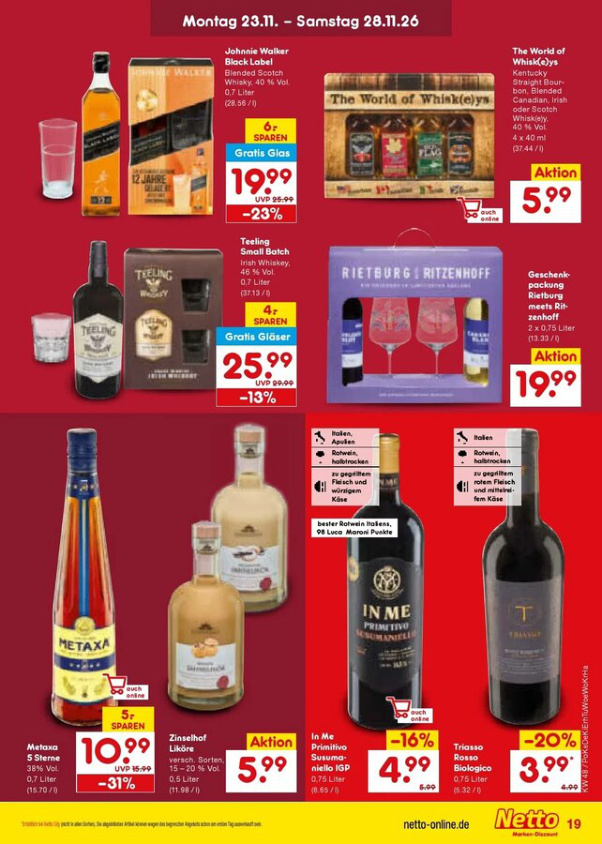 Montag 23.11. – Samstag 28.11.26
Johnnie Walker
Black Label
Blended Scotch
Whisky, 40 % Vol.
0,7 Liter
(28.56 / l)
6.-
SPAREN
Gratis Glas
19.99
UVP 25.99
–23%
JOHNNIE WALKER
12 JAHRE
The World of
Whisk(e)ys
Kentucky
Straight Bour-
bon, Blended
Canadian, Irish
oder Scotch
Whisk(e)y.
40 % Vol.
4 x 40 ml
(37.44 / l)
Aktion
5.99
auch
online
The World of Whisk(e)ys
Teeling
Small Batch
Irish Whiskey,
46 % Vol.
0,7 Liter
(37.13 / l)
4.-
SPAREN
Gratis Gläser
25.99
UVP 29.99
–13%
TEELING
WHISKEY
IRISH WHISKEY
RIETBURG RITZENHOFF
Geschenk-
packung
Rietburg
meets Rit-
zenhoff
2 x 0,75 Liter
(13.33 / l)
Aktion
19.99
METAXA
auch
online
Metaxa
5 Sterne
38% Vol.
0,7 Liter
(15.70 / l)
5.-
SPAREN
10.99
UVP 15.99
–31%
Zinselhof
Liköre
versch. Sorten,
15 – 20 % Vol.
0,5 Liter
(11.98 / l)
Aktion
5.99
Italien,
Apulien
Rotwein,
halbtrocken
zu gegrilltem
Fleisch und
würzigem
Käse
bester Rotwein Italiens,
98 Luca Maroni Punkte
IN ME
PRIMITIVO
SUSUMANIELLO
auch
online
In Me
Primitivo
Susuma-
niello IGP
0,75 Liter
(6.65 / l)
–16%
4.99
Italien
Rotwein,
halbtrocken
zu gegrilltem
rotem Fleisch
und mittelrei-
fem Käse
TRIASSO
Triasso
Rosso
Biologico
0,75 Liter
(5.32 / l)
–20%
3.99*
netto-online.de
Netto
Marken-Discount
19